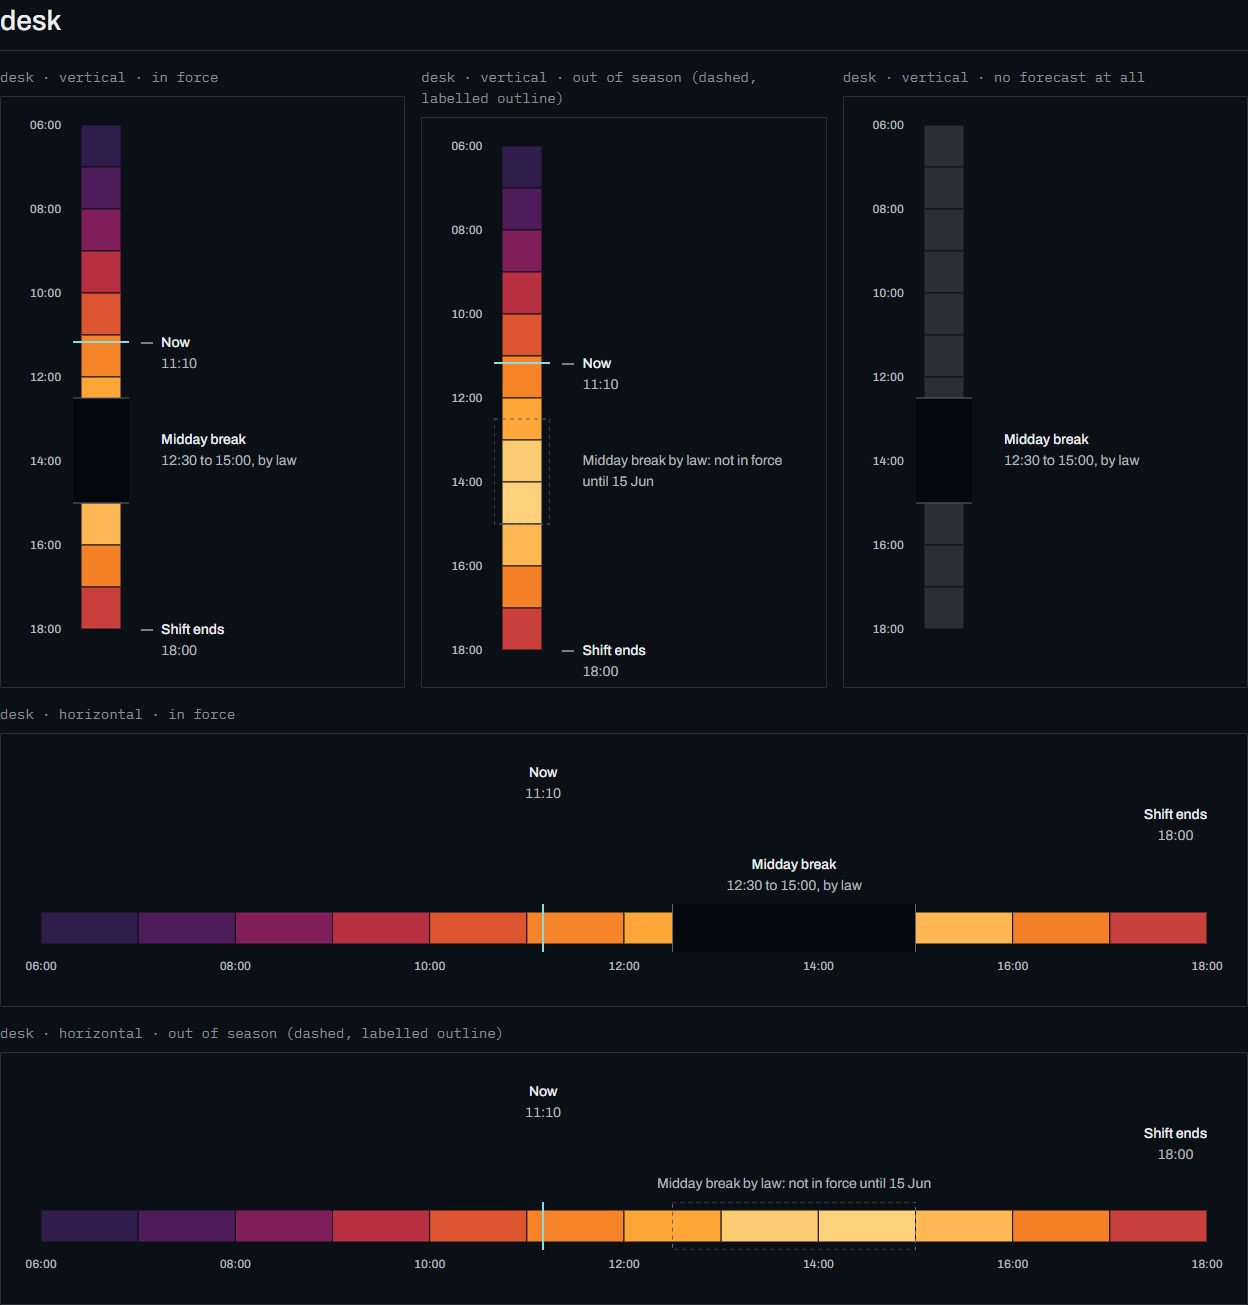 desk
desk · vertical · in force
06:00
08:00
10:00
Now
11:10
12:00
Midday break
12:30 to 15:00, by law
14:00
16:00
18:00
Shift ends
18:00
desk · vertical · out of season (dashed,
labelled outline)
06:00
08:00
10:00
Now
11:10
12:00
Midday break by law: not in force
until 15 Jun
14:00
16:00
18:00
Shift ends
18:00
desk · vertical · no forecast at all
06:00
08:00
10:00
12:00
Midday break
12:30 to 15:00, by law
14:00
16:00
18:00
desk · horizontal · in force
Now
11:10
Shift ends
18:00
Midday break
12:30 to 15:00, by law
06:00 08:00 10:00 12:00 14:00 16:00 18:00
desk · horizontal · out of season (dashed, labelled outline)
Now
11:10
Shift ends
18:00
Midday break by law: not in force until 15 Jun
06:00 08:00 10:00 12:00 14:00 16:00 18:00